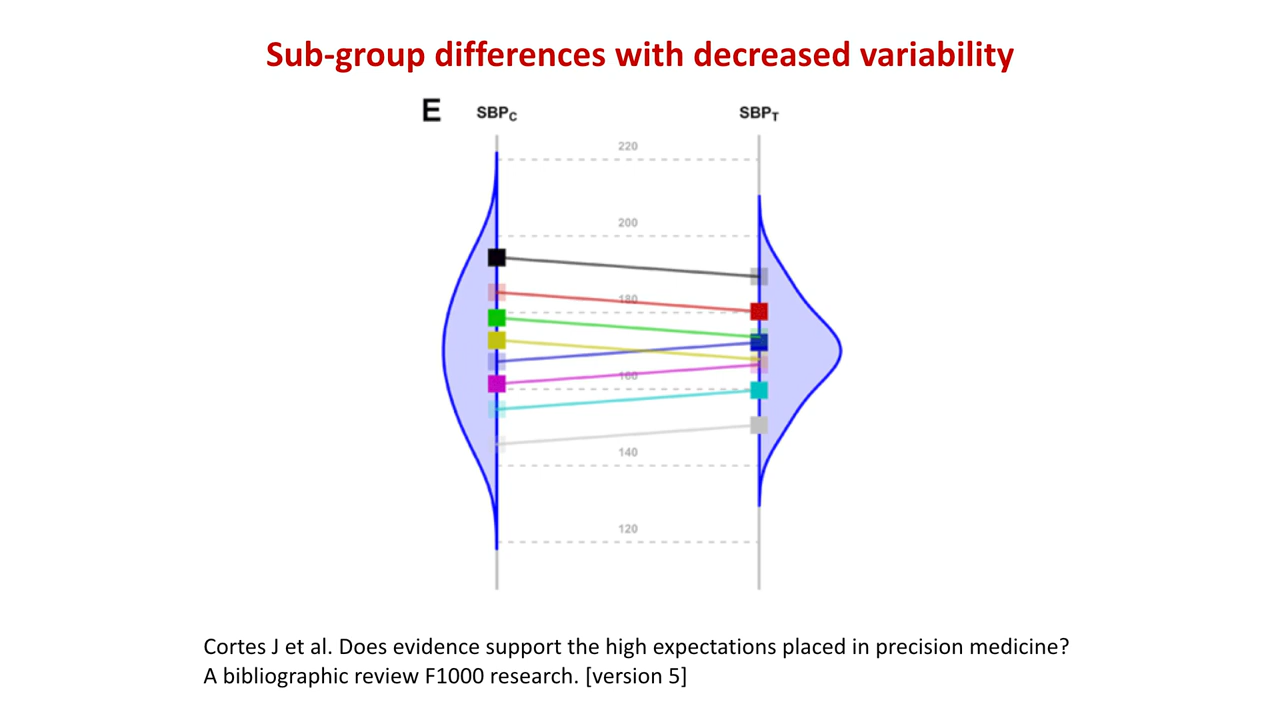 Sub-group differences with decreased variability
E
SBPC
SBPT
220
200
180
160
140
120
Cortes J et al. Does evidence support the high expectations placed in precision medicine?
A bibliographic review F1000 research. [version 5]